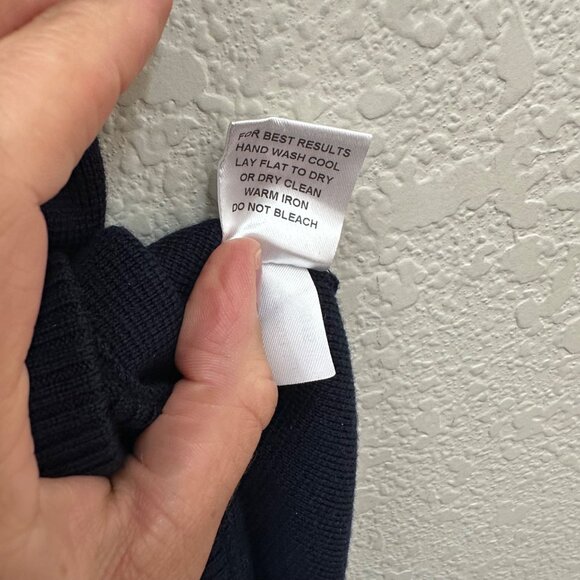 FOR BEST RESULTS
HAND WASH COOL
LAY FLAT TO DRY
OR DRY CLEAN
WARM IRON
DO NOT BLEACH